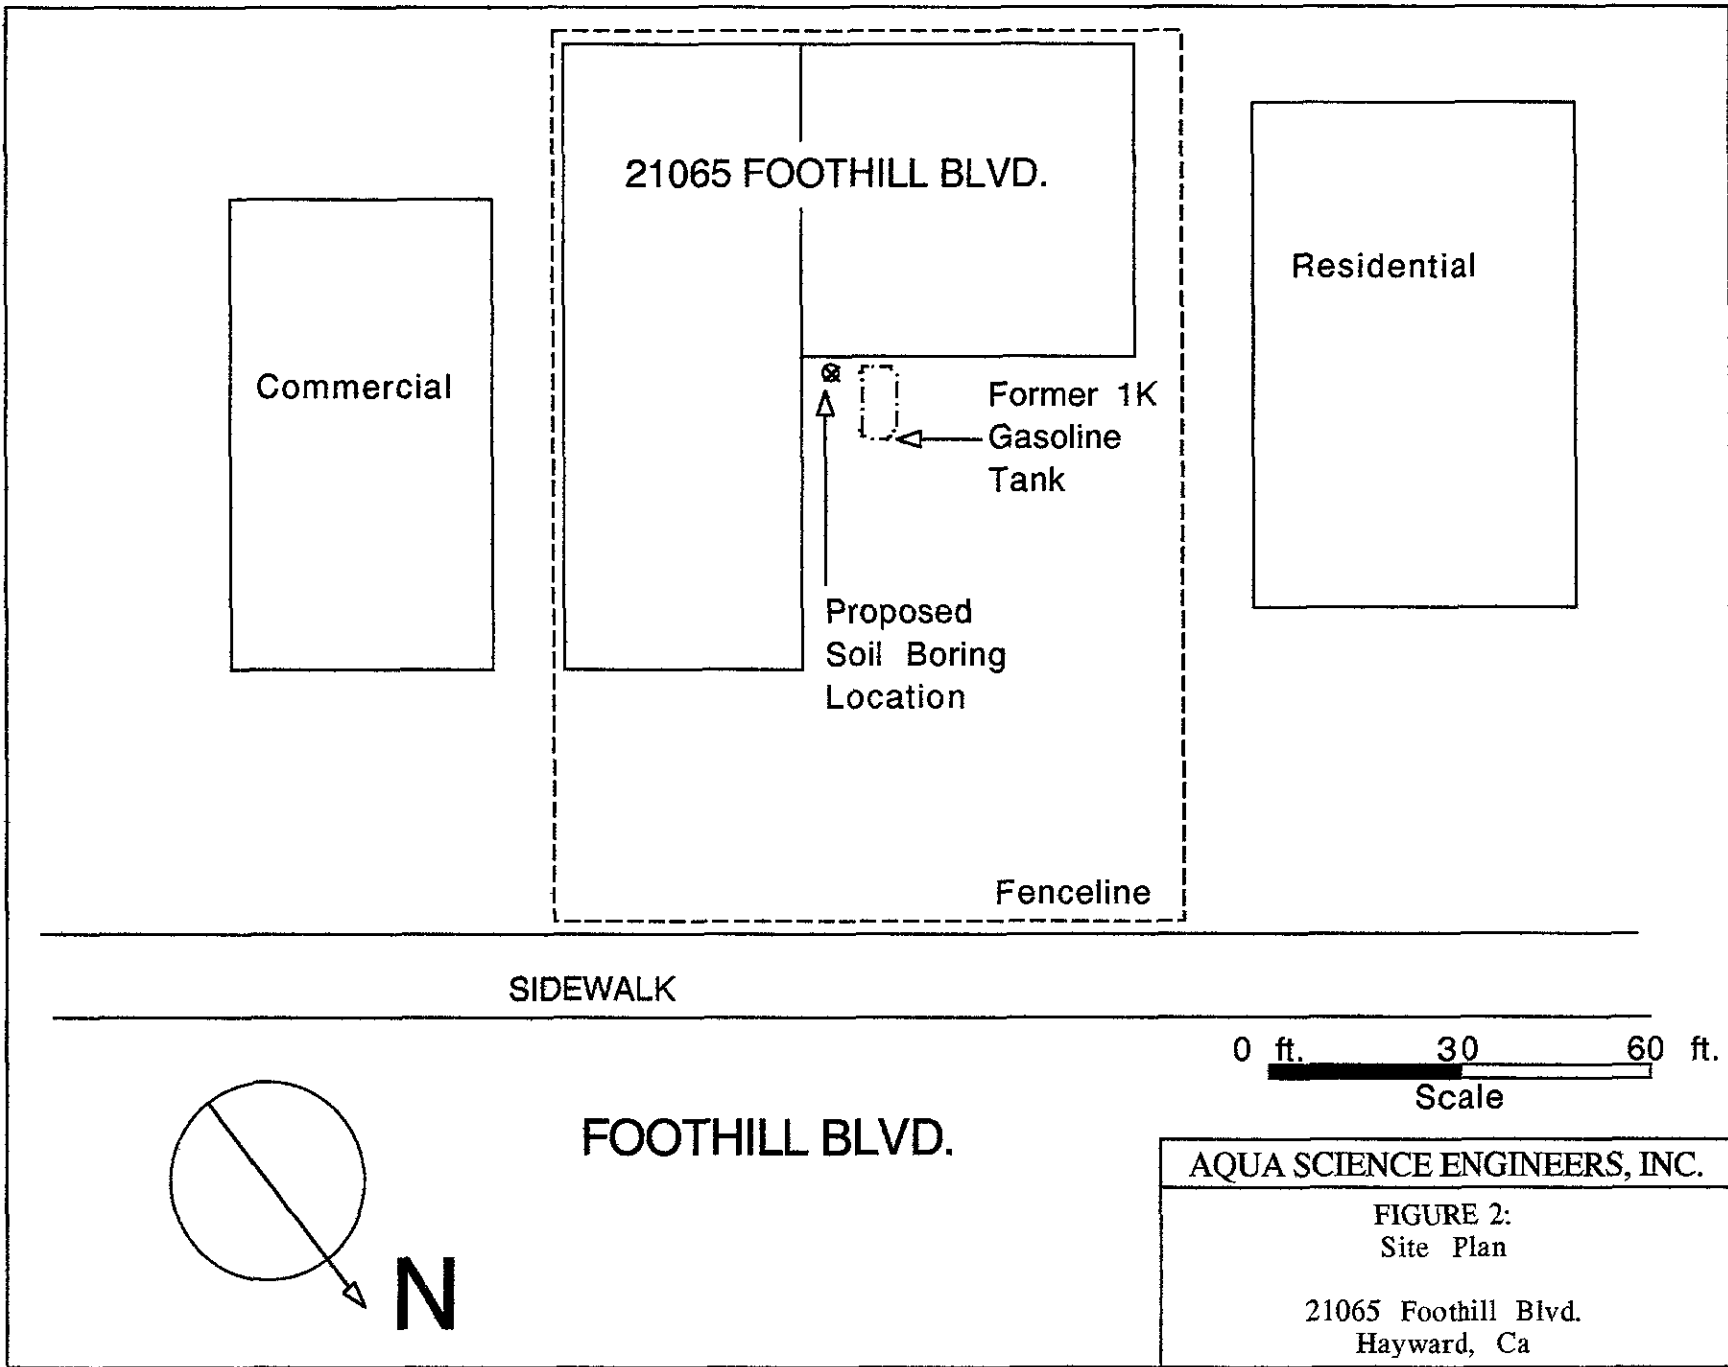 21065 FOOTHILL BLVD.
Residential
Commercial
Former 1K
Gasoline
Tank
Proposed
Soil Boring
Location
Fenceline
SIDEWALK
0 ft. 30 60 ft.
Scale
FOOTHILL BLVD.
N
AQUA SCIENCE ENGINEERS, INC.
FIGURE 2:
Site Plan
21065 Foothill Blvd.
Hayward, Ca